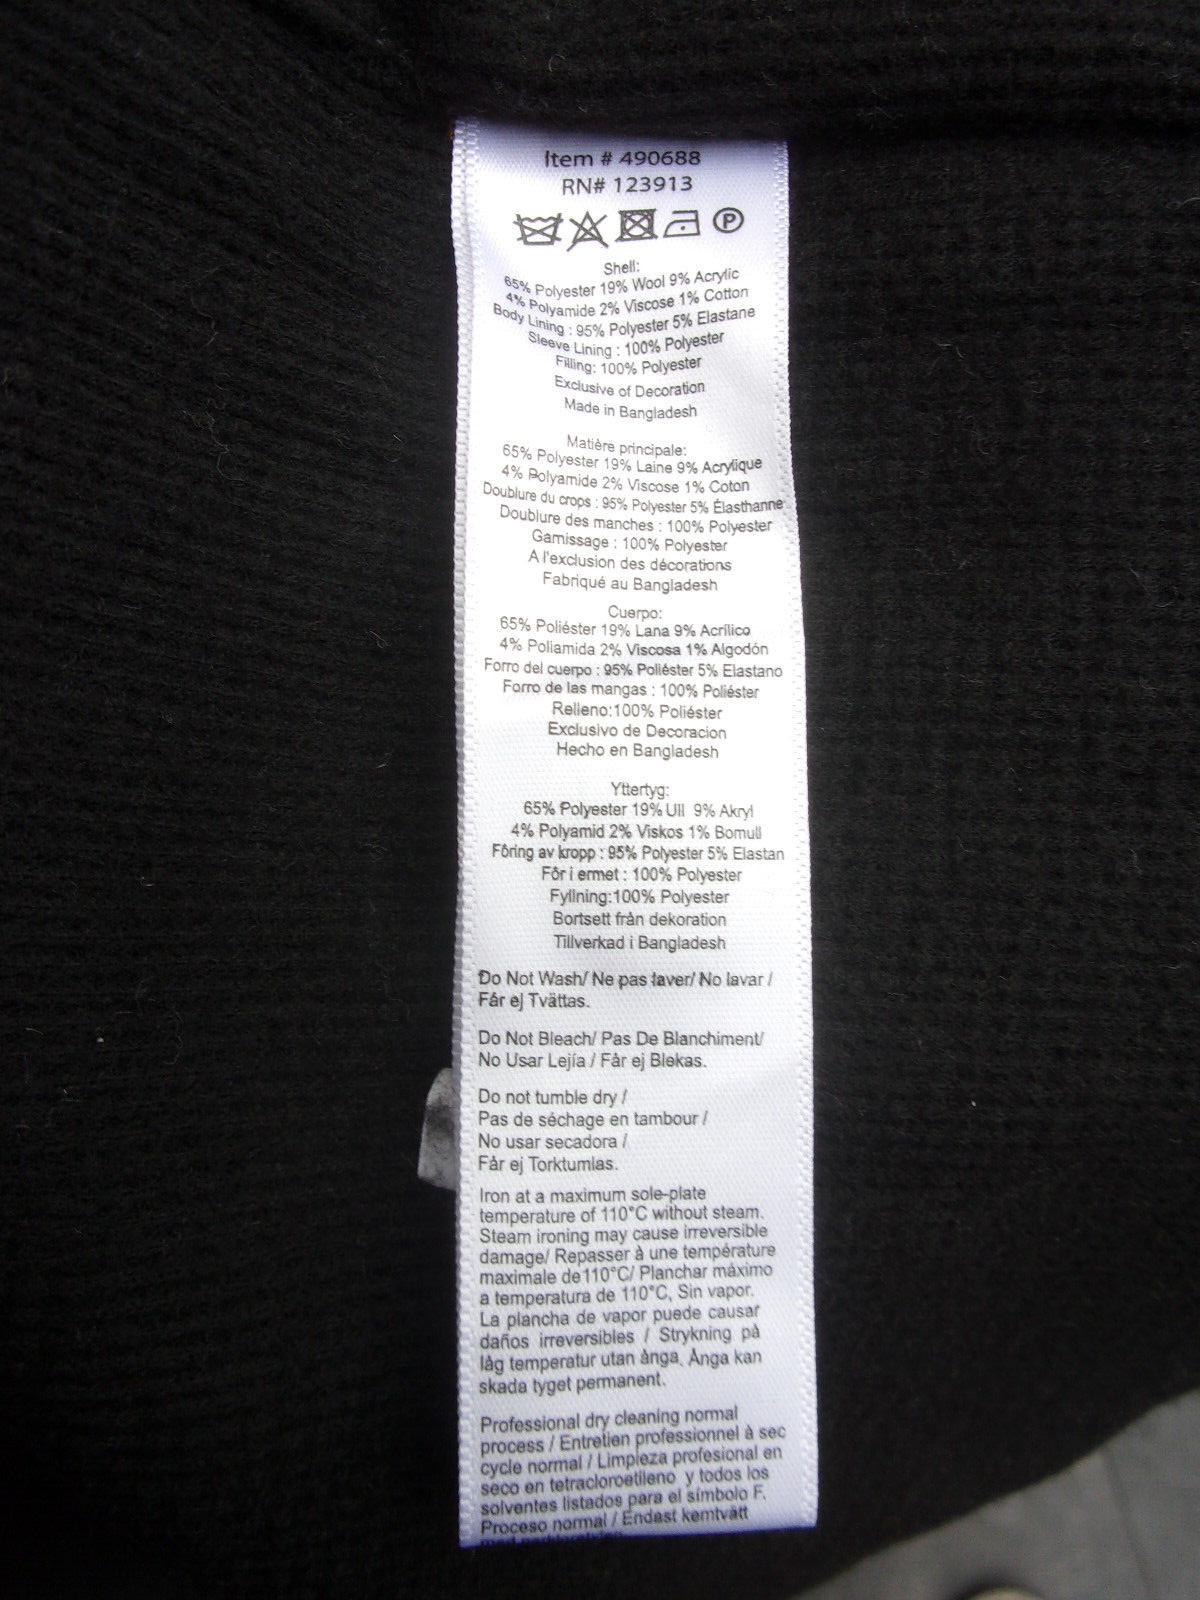 Item # 490688
RN# 123913
P
Shell:
65% Polyester 19% Wool 9% Acrylic
4% Polyamide 2% Viscose 1% Cotton
Body Lining : 95% Polyester 5% Elastane
Sleeve Lining : 100% Polyester
Filling: 100% Polyester
Exclusive of Decoration
Made in Bangladesh
Matière principale:
65% Polyester 19% Laine 9% Acrylique
4% Polyamide 2% Viscose 1% Coton
Doublure du crops : 95% Polyester 5% Élasthanne
Doublure des manches : 100% Polyester
Garnissage : 100% Polyester
A l'exclusion des décorations
Fabriqué au Bangladesh
Cuerpo:
65% Poliéster 19% Lana 9% Acrílico
4% Poliamida 2% Viscosa 1% Algodón
Forro del cuerpo : 95% Poliéster 5% Elastano
Forro de las mangas : 100% Poliéster
Relleno:100% Poliéster
Exclusivo de Decoracion
Hecho en Bangladesh
Yttertyg:
65% Polyester 19% Ull 9% Akryl
4% Polyamid 2% Viskos 1% Bomull
Fôring av kropp : 95% Polyester 5% Elastan
Fôr i ermet : 100% Polyester
Fyllning:100% Polyester
Bortsett från dekoration
Tillverkad i Bangladesh
Do Not Wash/ Ne pas laver/ No lavar /
Får ej Tvättas.
Do Not Bleach/ Pas De Blanchiment/
No Usar Lejía / Får ej Blekas.
Do not tumble dry /
Pas de séchage en tambour /
No usar secadora /
Får ej Torktumlas.
Iron at a maximum sole-plate
temperature of 110°C without steam.
Steam ironing may cause irreversible
damage/ Repasser à une température
maximale de110°C/ Planchar máximo
a temperatura de 110°C, Sin vapor.
La plancha de vapor puede causar
daños irreversibles / Strykning på
låg temperatur utan ånga, Ånga kan
skada tyget permanent.
Professional dry cleaning normal
process / Entretien professionnel à sec
cycle normal / Limpieza profesional en
seco en tetracloroetileno y todos los
solventes listados para el símbolo F.
Proceso normal / Endast kemtvätt